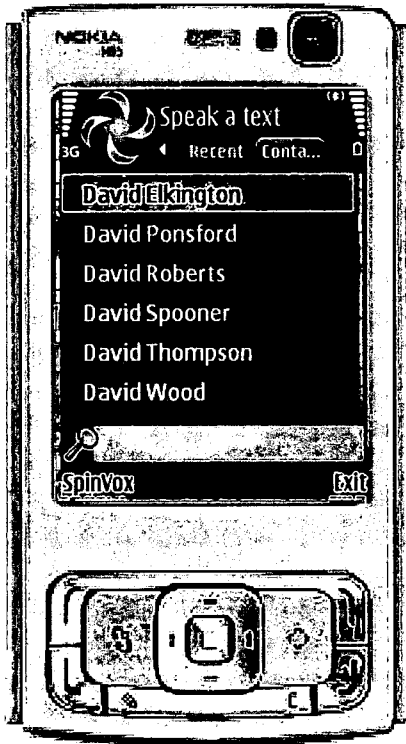 NOKIA
Speak a text
3G
Recent Conta...
David Elkington
David Ponsford
David Roberts
David Spooner
David Thompson
David Wood
SpinVox Exit